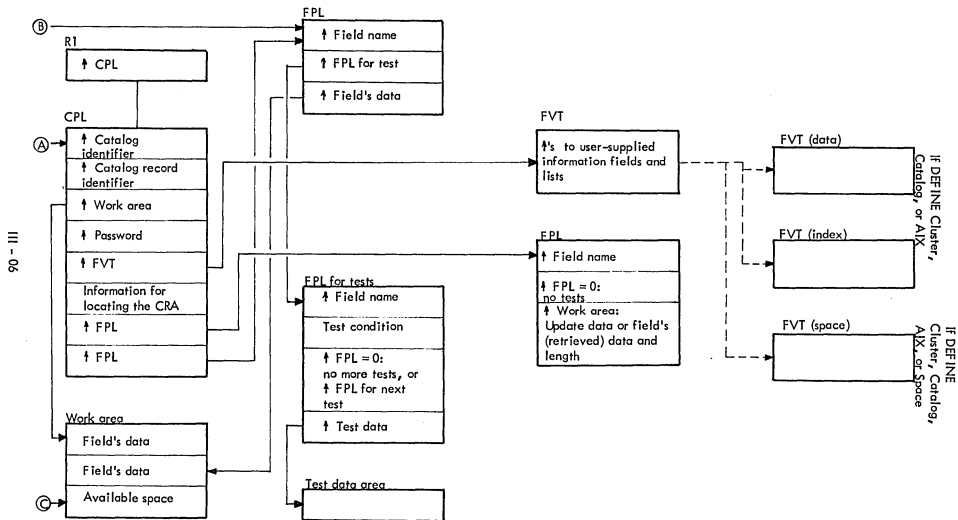 FPL
B
↑ Field name
↑ FPL for test
↑ Field's data
R1
↑ CPL
CPL
A
↑ Catalog
identifier
↑ Catalog record
identifier
↑ Work area
↑ Password
↑ FVT
Information for
locating the CRA
↑ FPL
↑ FPL
Work area
Field's data
Field's data
Available space
C
FPL for tests
↑ Field name
Test condition
↑ FPL = 0:
no more tests, or
↑ FPL for next
test
↑ Test data
Test data area
FVT
↑'s to user-supplied
information fields and
lists
FPL
↑ Field name
↑ FPL = 0:
no tests
↑ Work area:
Update data or field's
(retrieved) data and
length
FVT (data)
FVT (index)
FVT (space)
IF DEFINE Cluster,
Catalog, or AIX
IF DEFINE
Cluster, Catalog,
AIX, or Space
III - 90